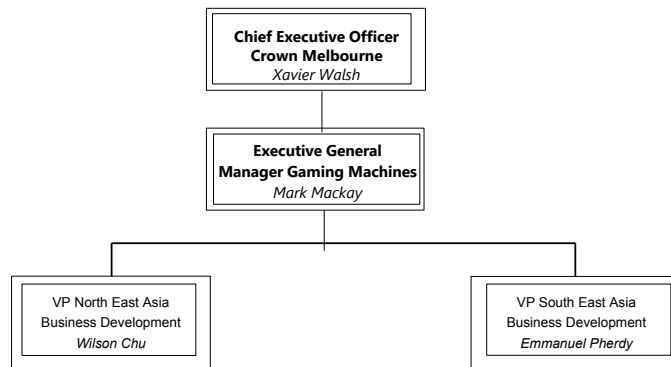 Chief Executive Officer
Crown Melbourne
Xavier Walsh
Executive General
Manager Gaming Machines
Mark Mackay
VP North East Asia
Business Development
Wilson Chu
VP South East Asia
Business Development
Emmanuel Pherdy